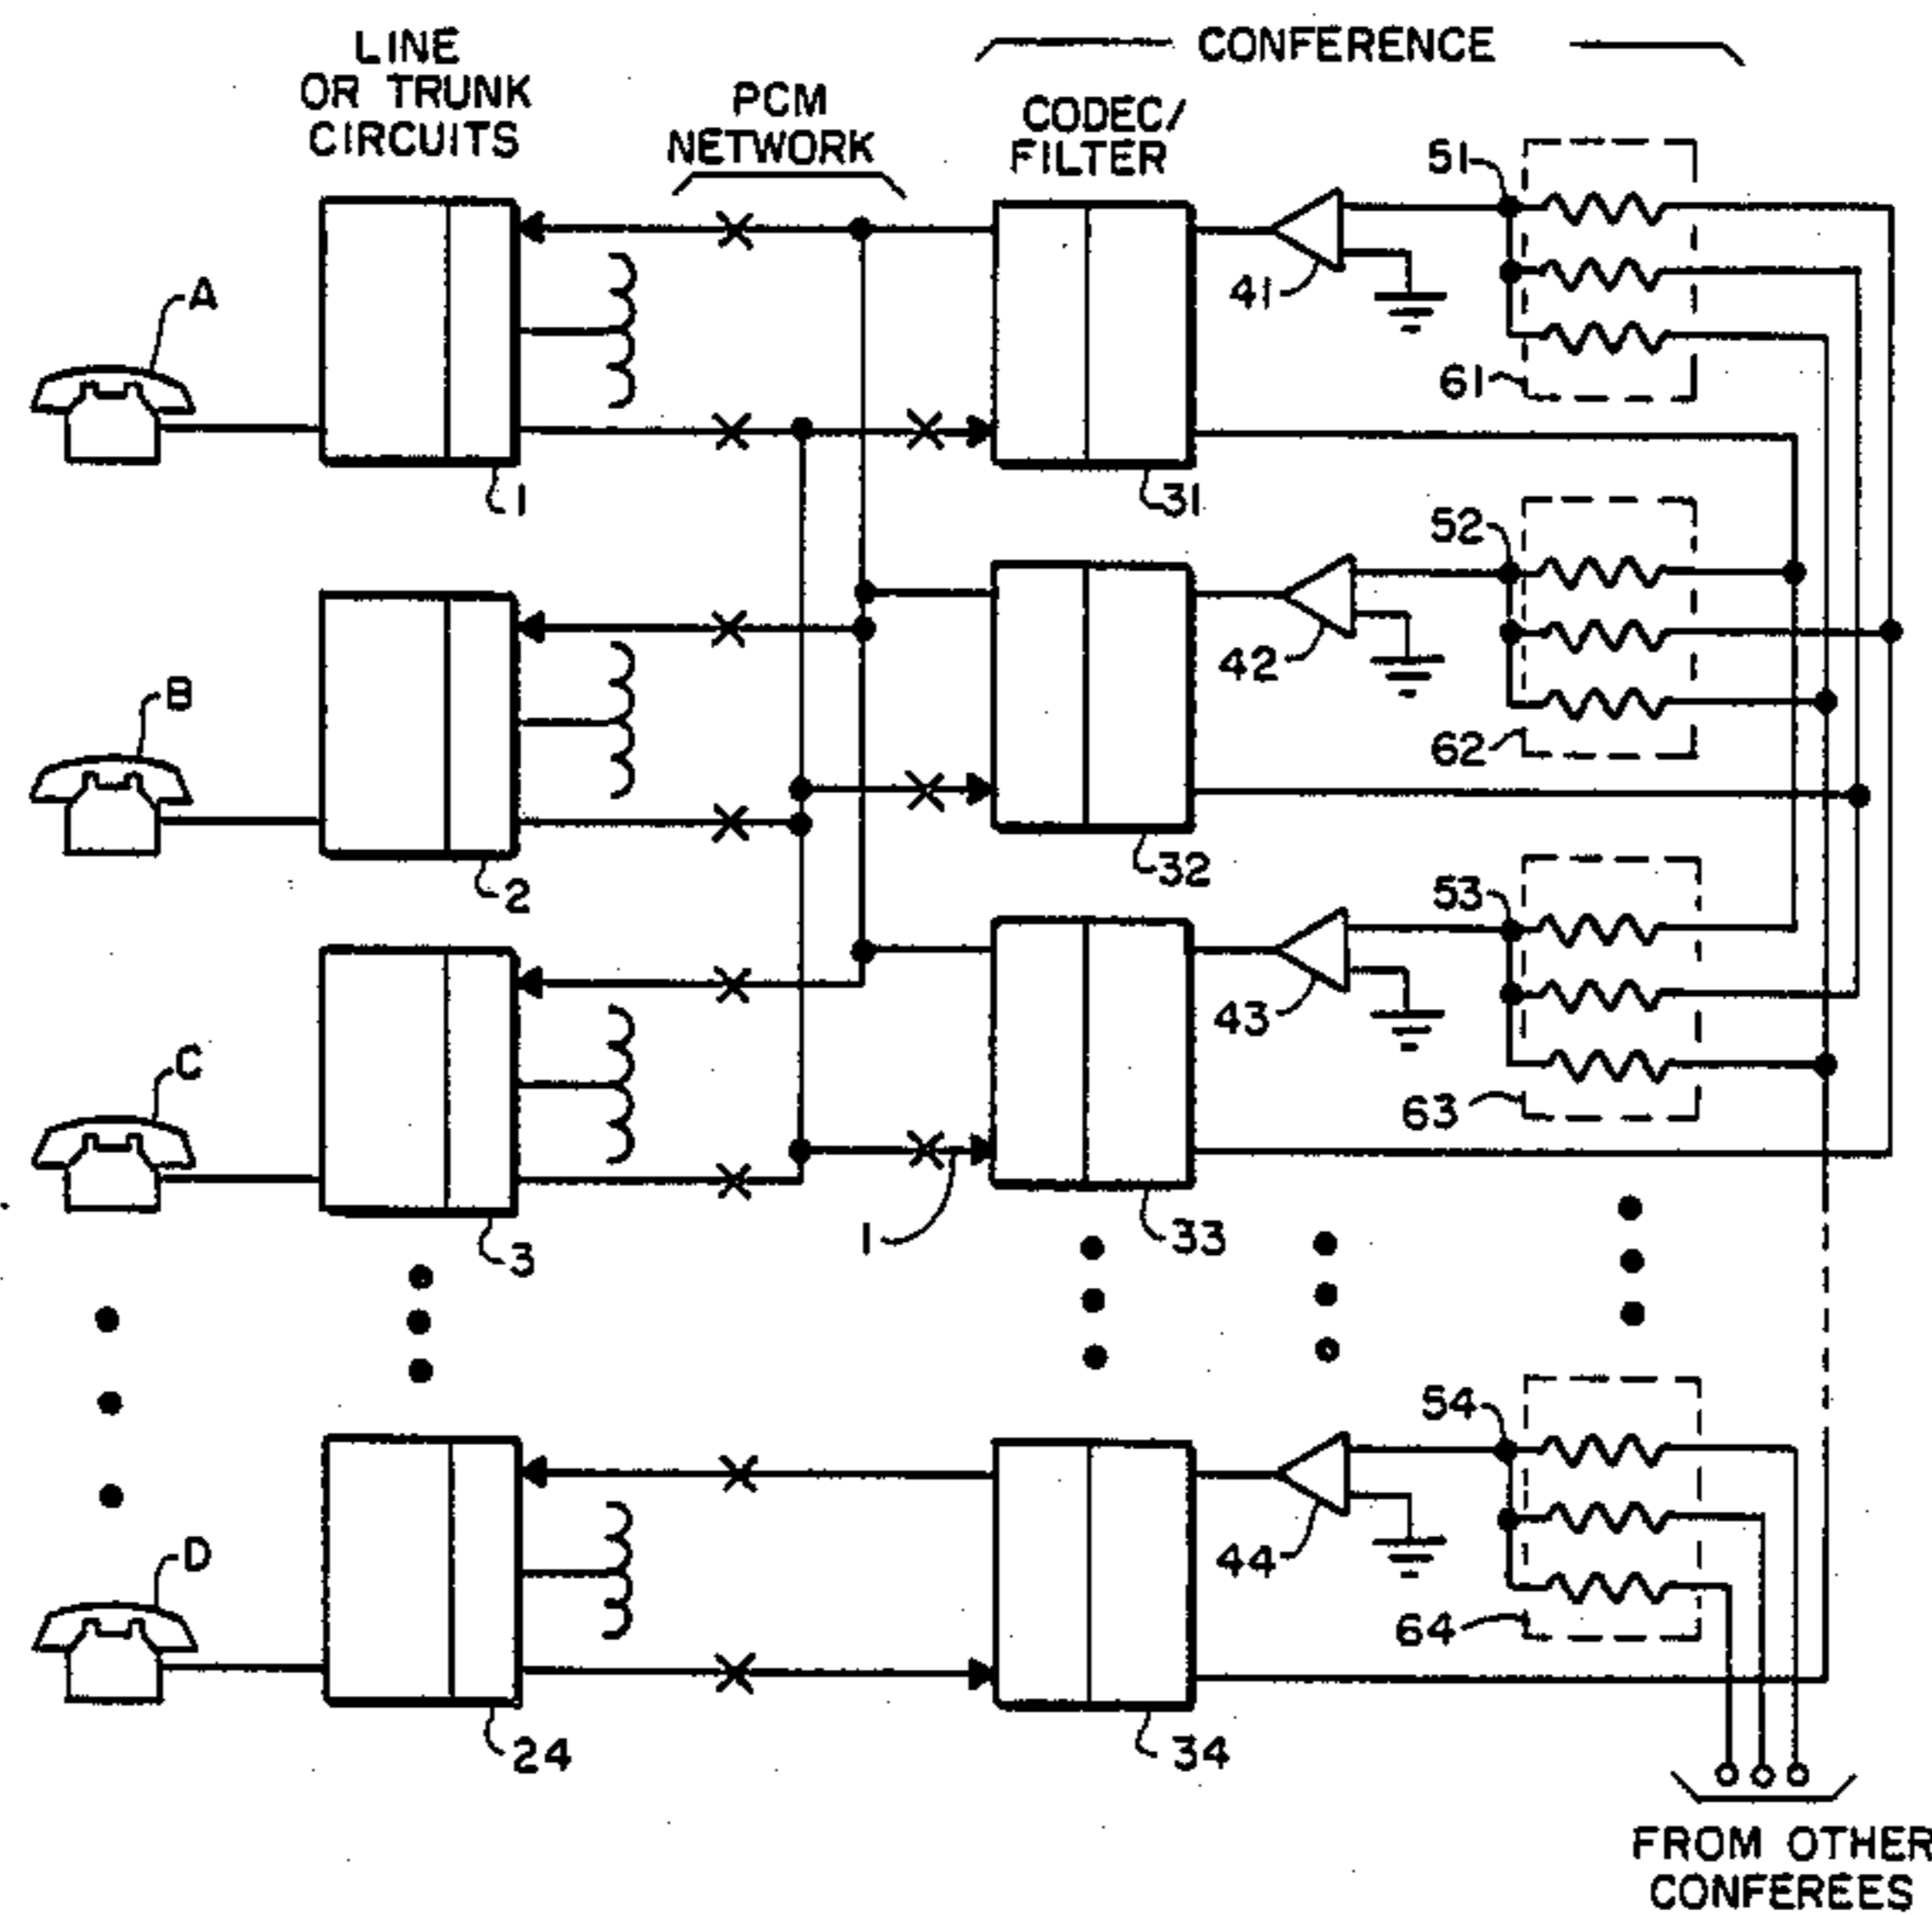 LINE
OR TRUNK
CIRCUITS
PCM
NETWORK
CONFERENCE
CODEC/
FILTER
A
1
31
41
51
61
B
2
32
42
52
62
C
3
1
33
43
53
63
D
24
34
44
54
64
FROM OTHER
CONFEREES